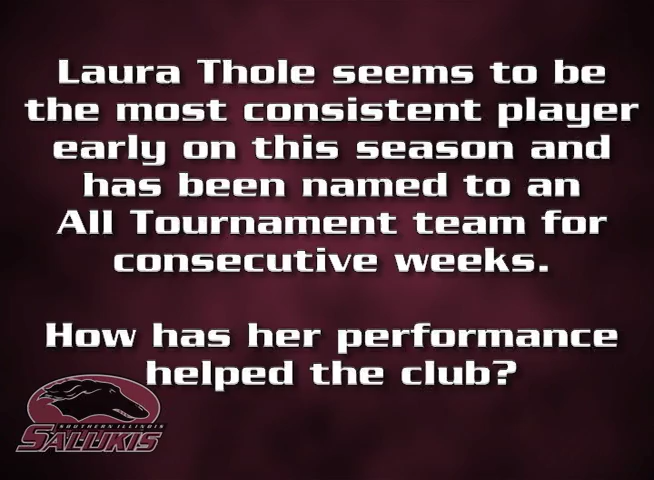 Laura Thole seems to be
the most consistent player
early on this season and
has been named to an
All Tournament team for
consecutive weeks.
How has her performance
helped the club?
SOUTHERN ILLINOIS
SALUKIS